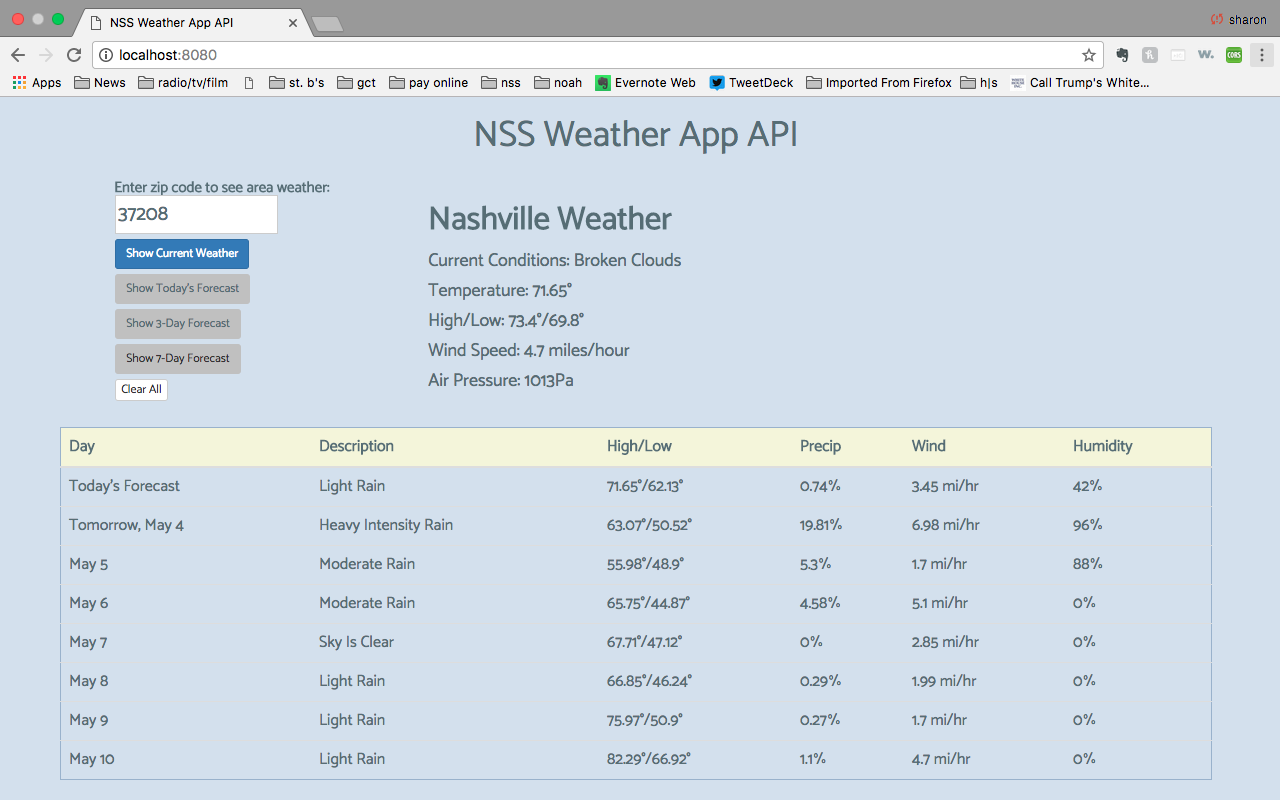 NSS Weather App API
sharon
localhost:8080
Apps News radio/tv/film st. b's gct pay online nss noah Evernote Web TweetDeck Imported From Firefox h|s Call Trump's White...
NSS Weather App API
Enter zip code to see area weather:
37208
Show Current Weather
Show Today's Forecast
Show 3-Day Forecast
Show 7-Day Forecast
Clear All
Nashville Weather
Current Conditions: Broken Clouds
Temperature: 71.65°
High/Low: 73.4°/69.8°
Wind Speed: 4.7 miles/hour
Air Pressure: 1013Pa
Day Description High/Low Precip Wind Humidity
Today's Forecast Light Rain 71.65°/62.13° 0.74% 3.45 mi/hr 42%
Tomorrow, May 4 Heavy Intensity Rain 63.07°/50.52° 19.81% 6.98 mi/hr 96%
May 5 Moderate Rain 55.98°/48.9° 5.3% 1.7 mi/hr 88%
May 6 Moderate Rain 65.75°/44.87° 4.58% 5.1 mi/hr 0%
May 7 Sky Is Clear 67.71°/47.12° 0% 2.85 mi/hr 0%
May 8 Light Rain 66.85°/46.24° 0.29% 1.99 mi/hr 0%
May 9 Light Rain 75.97°/50.9° 0.27% 1.7 mi/hr 0%
May 10 Light Rain 82.29°/66.92° 1.1% 4.7 mi/hr 0%